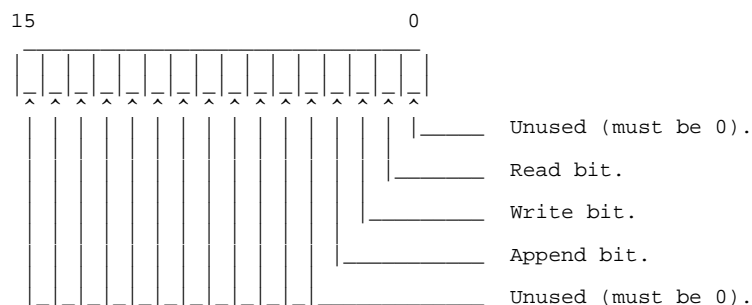 15 0
Unused (must be 0).
Read bit.
Write bit.
Append bit.
Unused (must be 0).